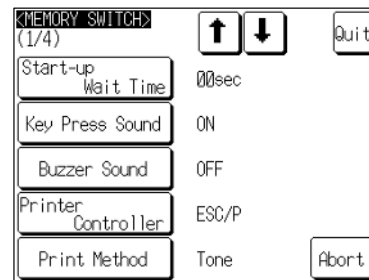 <MEMORY SWITCH>
(1/4)
Quit
Start-up
Wait Time
00sec
Key Press Sound
ON
Buzzer Sound
OFF
Printer
Controller
ESC/P
Print Method
Tone
Abort